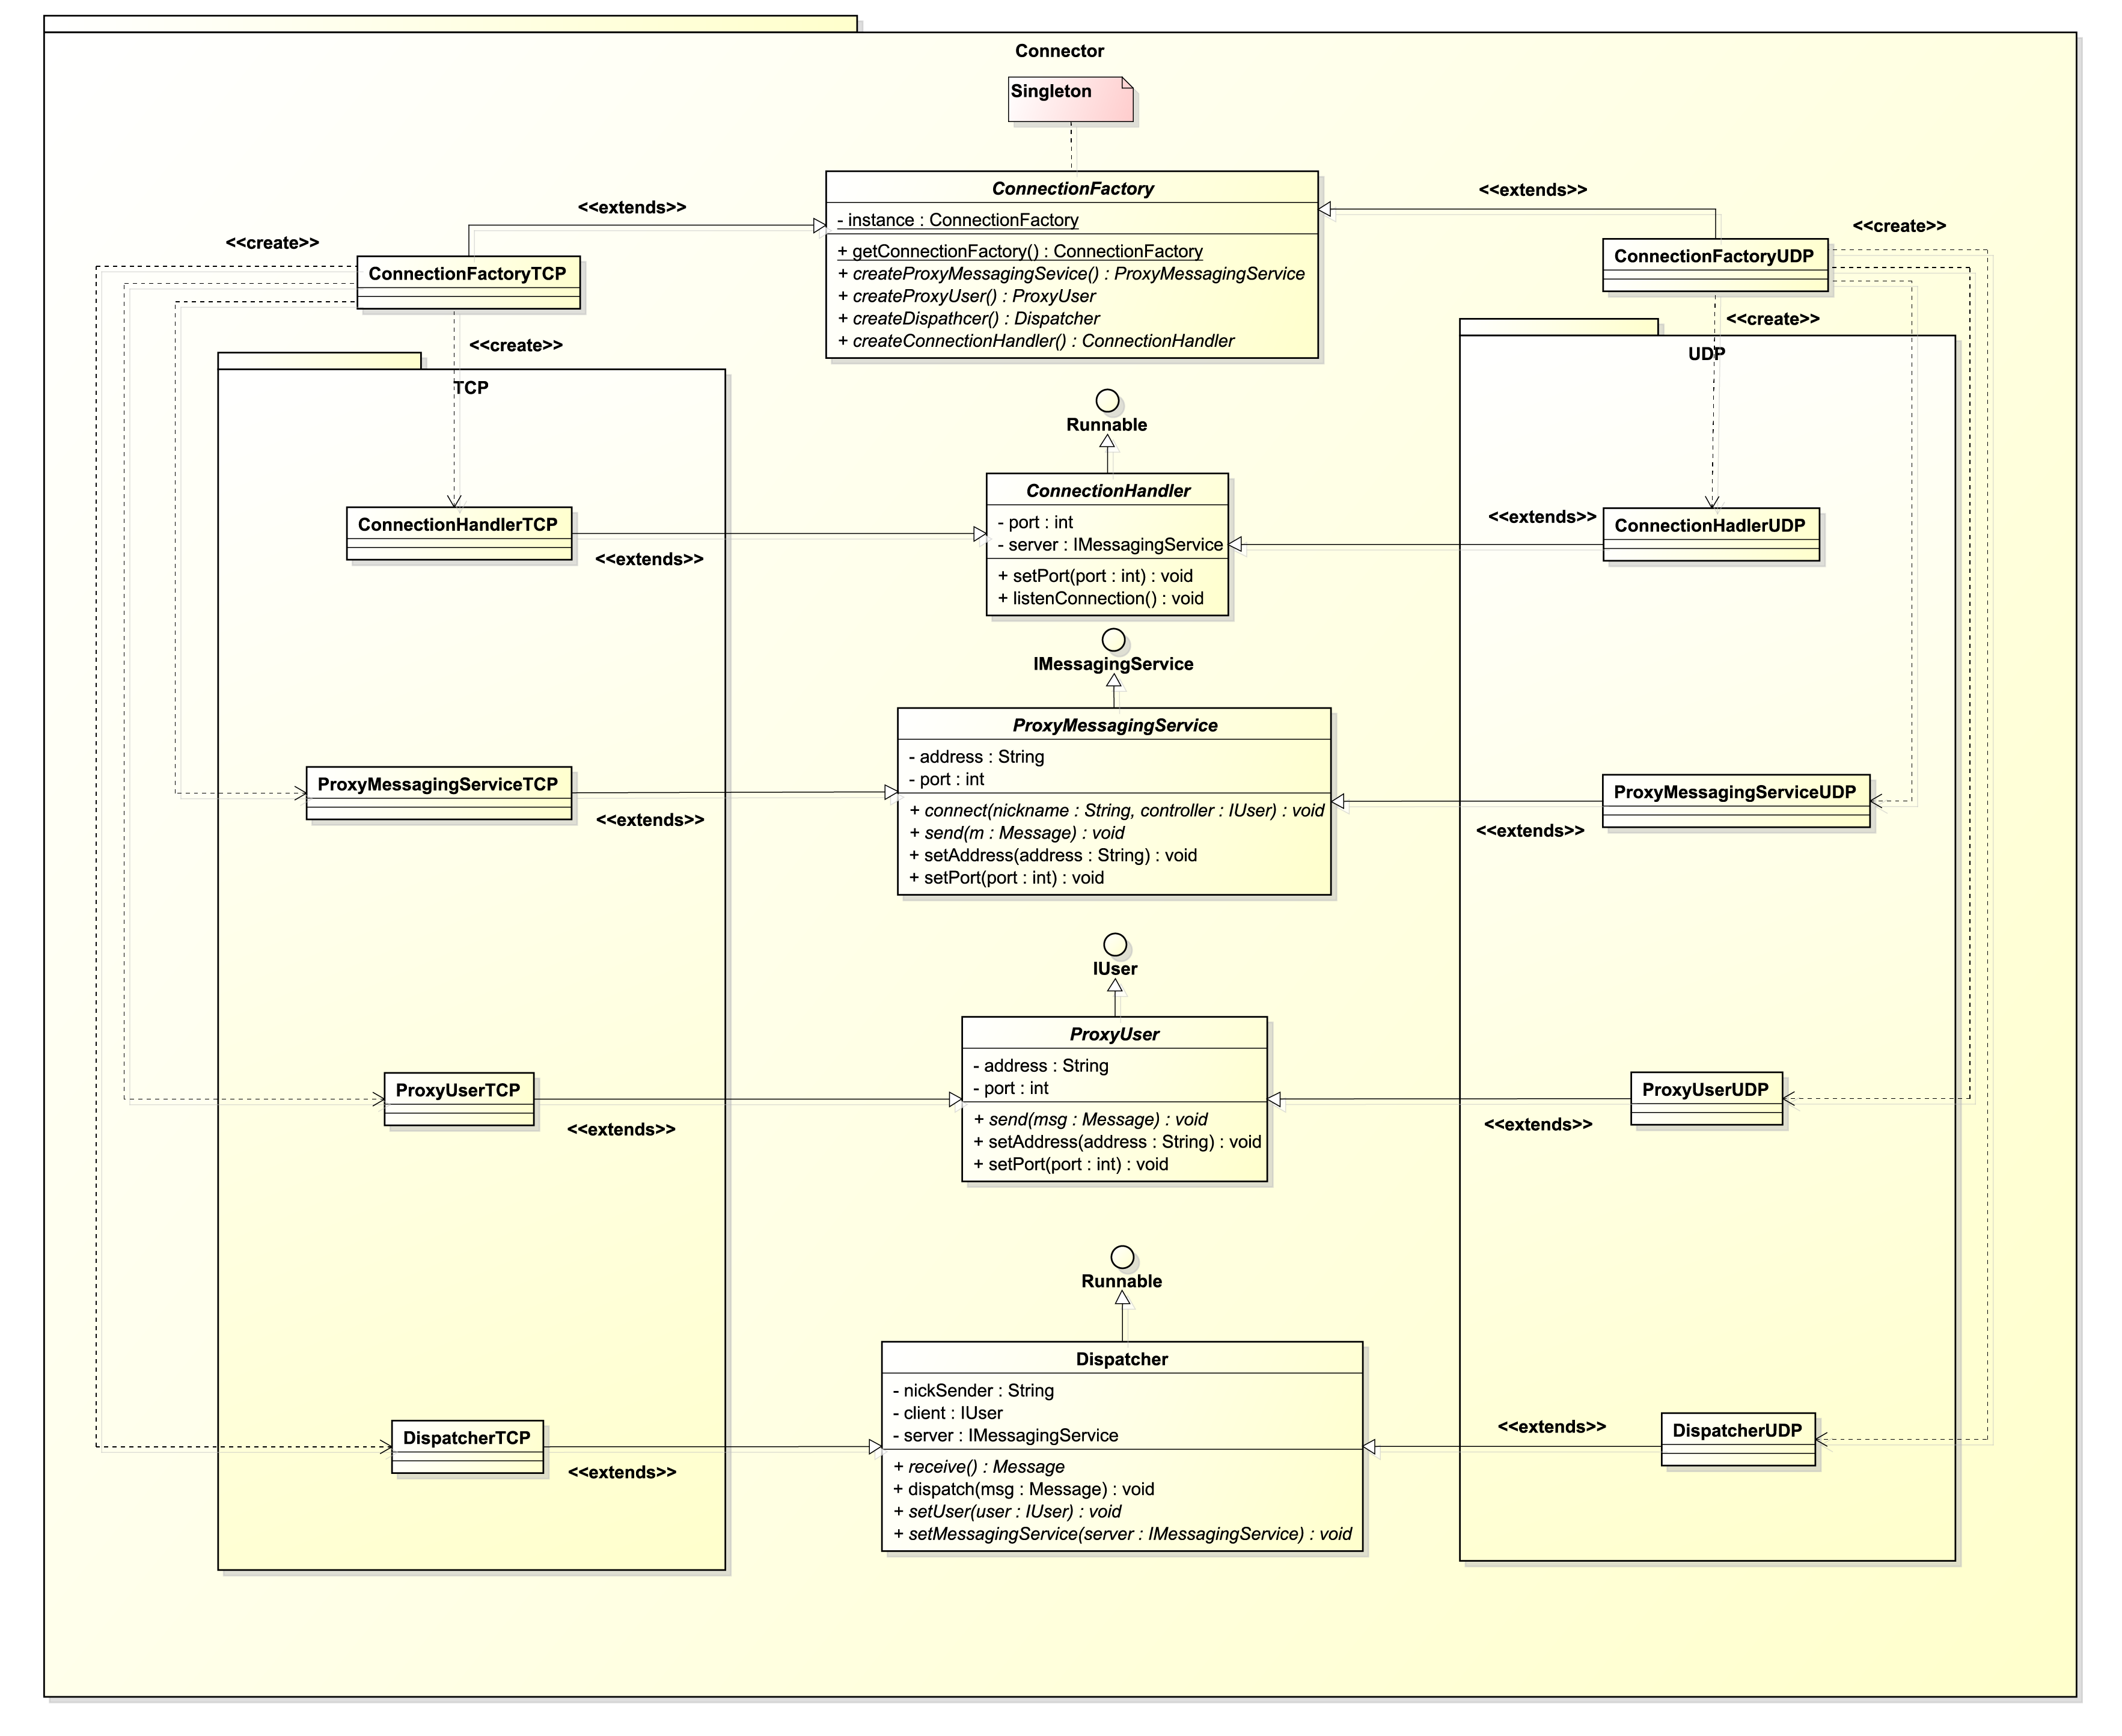 Connector
Singleton
ConnectionFactory
- instance : ConnectionFactory
+ getConnectionFactory() : ConnectionFactory
+ createProxyMessagingSevice() : ProxyMessagingService
+ createProxyUser() : ProxyUser
+ createDispathcer() : Dispatcher
+ createConnectionHandler() : ConnectionHandler
<<extends>>
<<extends>>
<<create>>
<<create>>
ConnectionFactoryTCP
ConnectionFactoryUDP
<<create>>
<<create>>
TCP
UDP
Runnable
ConnectionHandler
- port : int
- server : IMessagingService
+ setPort(port : int) : void
+ listenConnection() : void
ConnectionHandlerTCP
<<extends>>
<<extends>>
ConnectionHadlerUDP
IMessagingService
ProxyMessagingService
- address : String
- port : int
+ connect(nickname : String, controller : IUser) : void
+ send(m : Message) : void
+ setAddress(address : String) : void
+ setPort(port : int) : void
ProxyMessagingServiceTCP
<<extends>>
ProxyMessagingServiceUDP
<<extends>>
IUser
ProxyUser
- address : String
- port : int
+ send(msg : Message) : void
+ setAddress(address : String) : void
+ setPort(port : int) : void
ProxyUserTCP
<<extends>>
ProxyUserUDP
<<extends>>
Runnable
Dispatcher
- nickSender : String
- client : IUser
- server : IMessagingService
+ receive() : Message
+ dispatch(msg : Message) : void
+ setUser(user : IUser) : void
+ setMessagingService(server : IMessagingService) : void
DispatcherTCP
<<extends>>
<<extends>>
DispatcherUDP